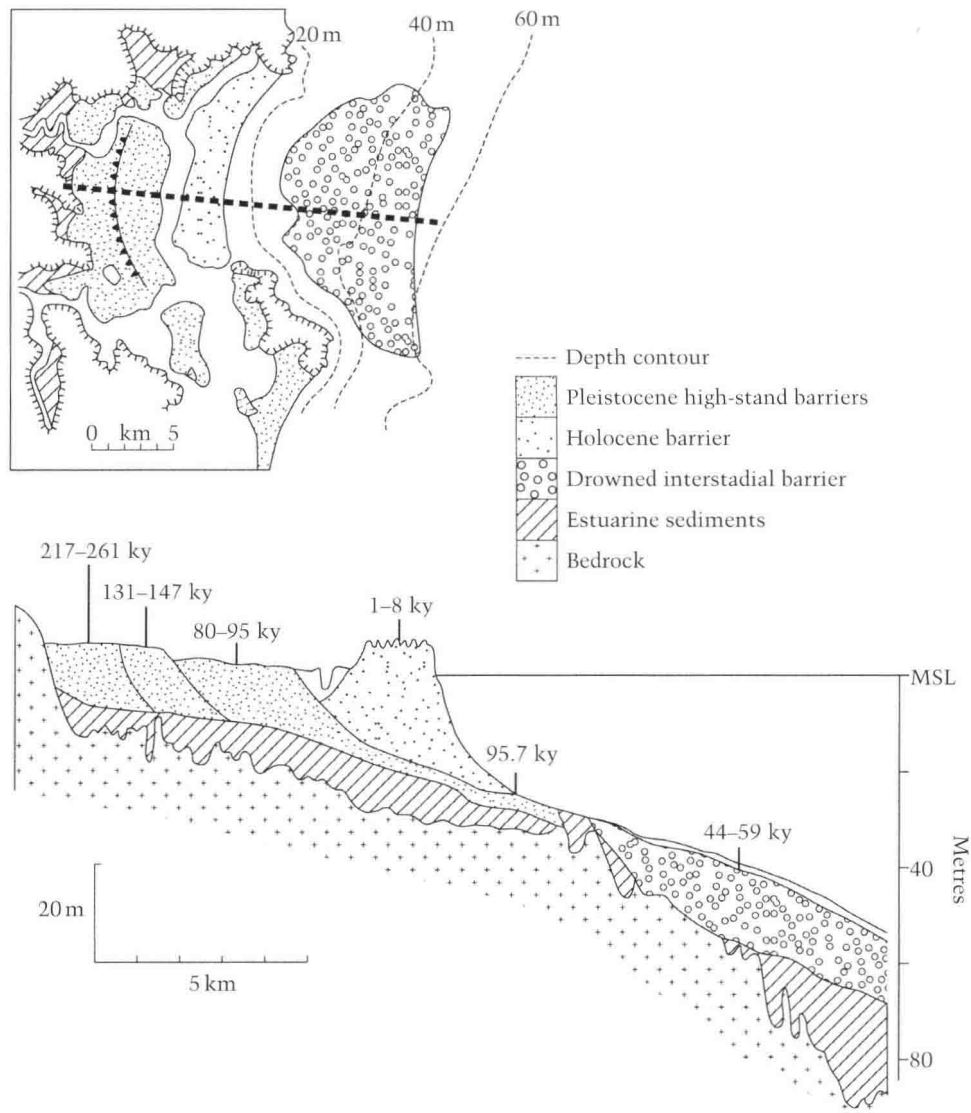 20 m
40 m
60 m
0 km 5
Depth contour
Pleistocene high-stand barriers
Holocene barrier
Drowned interstadial barrier
Estuarine sediments
Bedrock
217–261 ky
131–147 ky
80–95 ky
1–8 ky
MSL
95.7 ky
44–59 ky
40
Metres
20 m
5 km
80